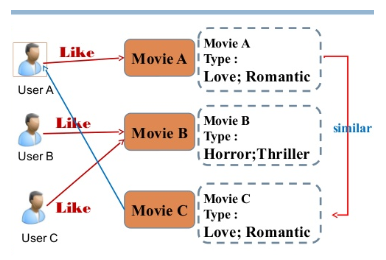 Like
Movie A
Movie A
Type :
Love; Romantic
User A
similar
Like
Movie B
Movie B
Type :
Horror;Thriller
User B
Like
Movie C
Movie C
Type :
Love; Romantic
User C